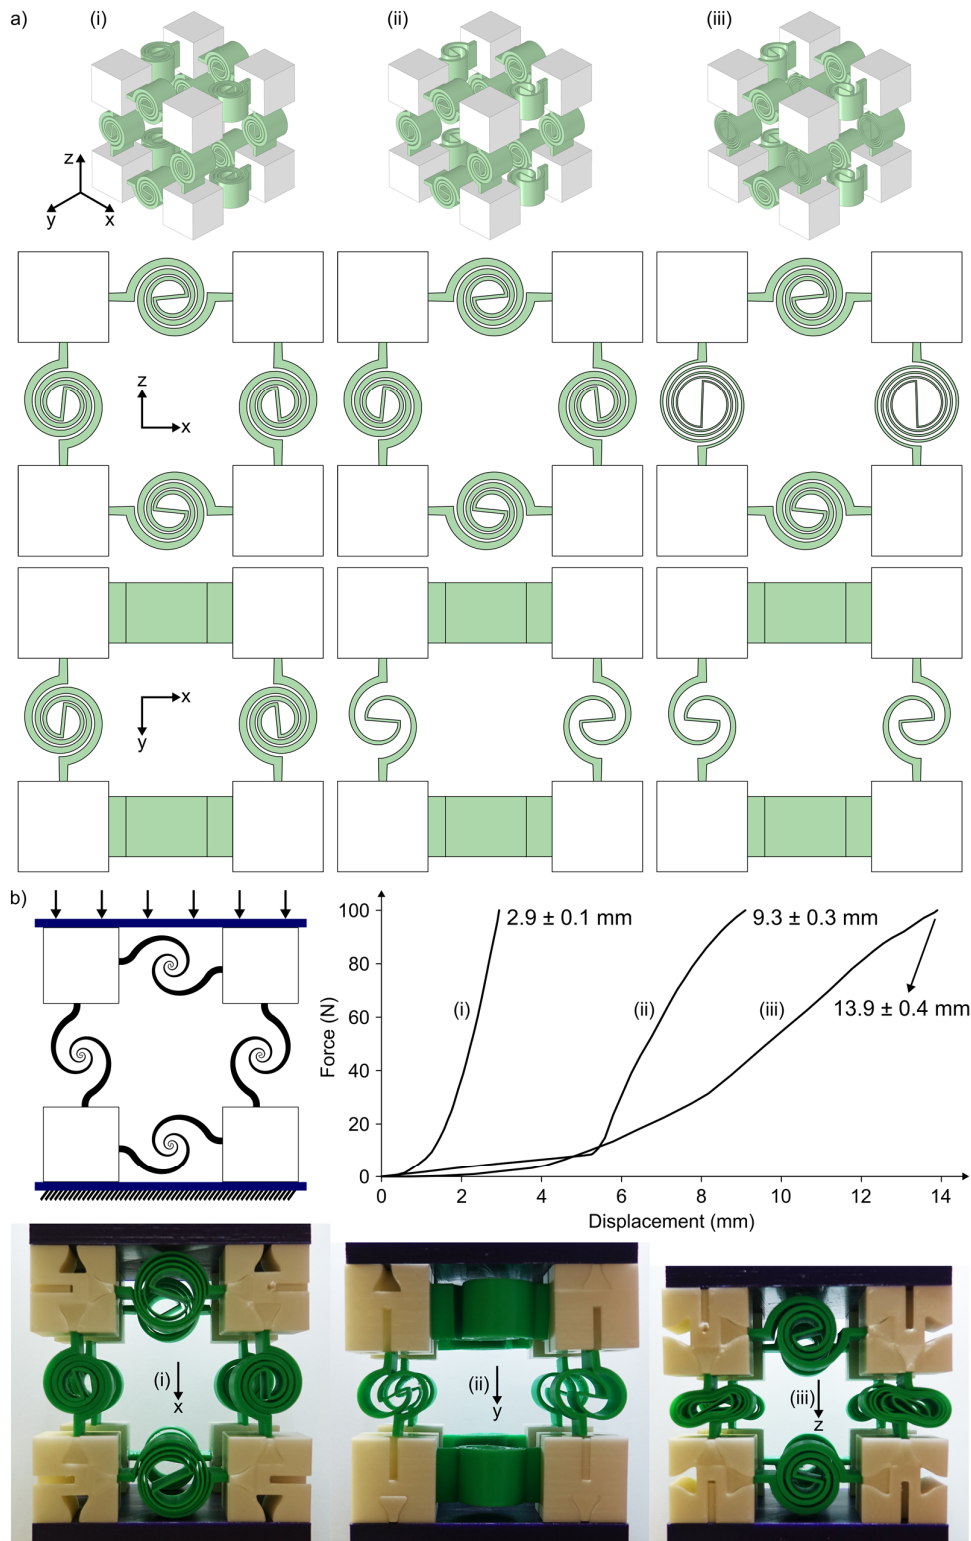 a)
(i)
(ii)
(iii)
z
y
x
z
x
x
y
b)
Force (N)
100
80
60
40
20
0
0
2
4
6
8
10
12
14
Displacement (mm)
2.9 ± 0.1 mm
9.3 ± 0.3 mm
13.9 ± 0.4 mm
(i)
(ii)
(iii)
(i)
x
(ii)
y
(iii)
z